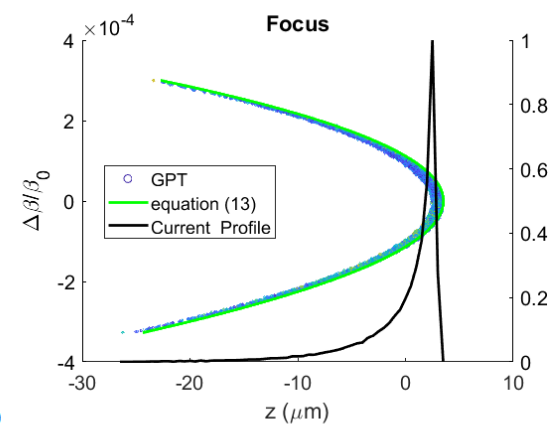 Focus
×10⁻⁴
4
2
0
-2
-4
Δβ/β₀
GPT
equation (13)
Current Profile
1
0.8
0.6
0.4
0.2
0
-30 -20 -10 0 10
z (μm)